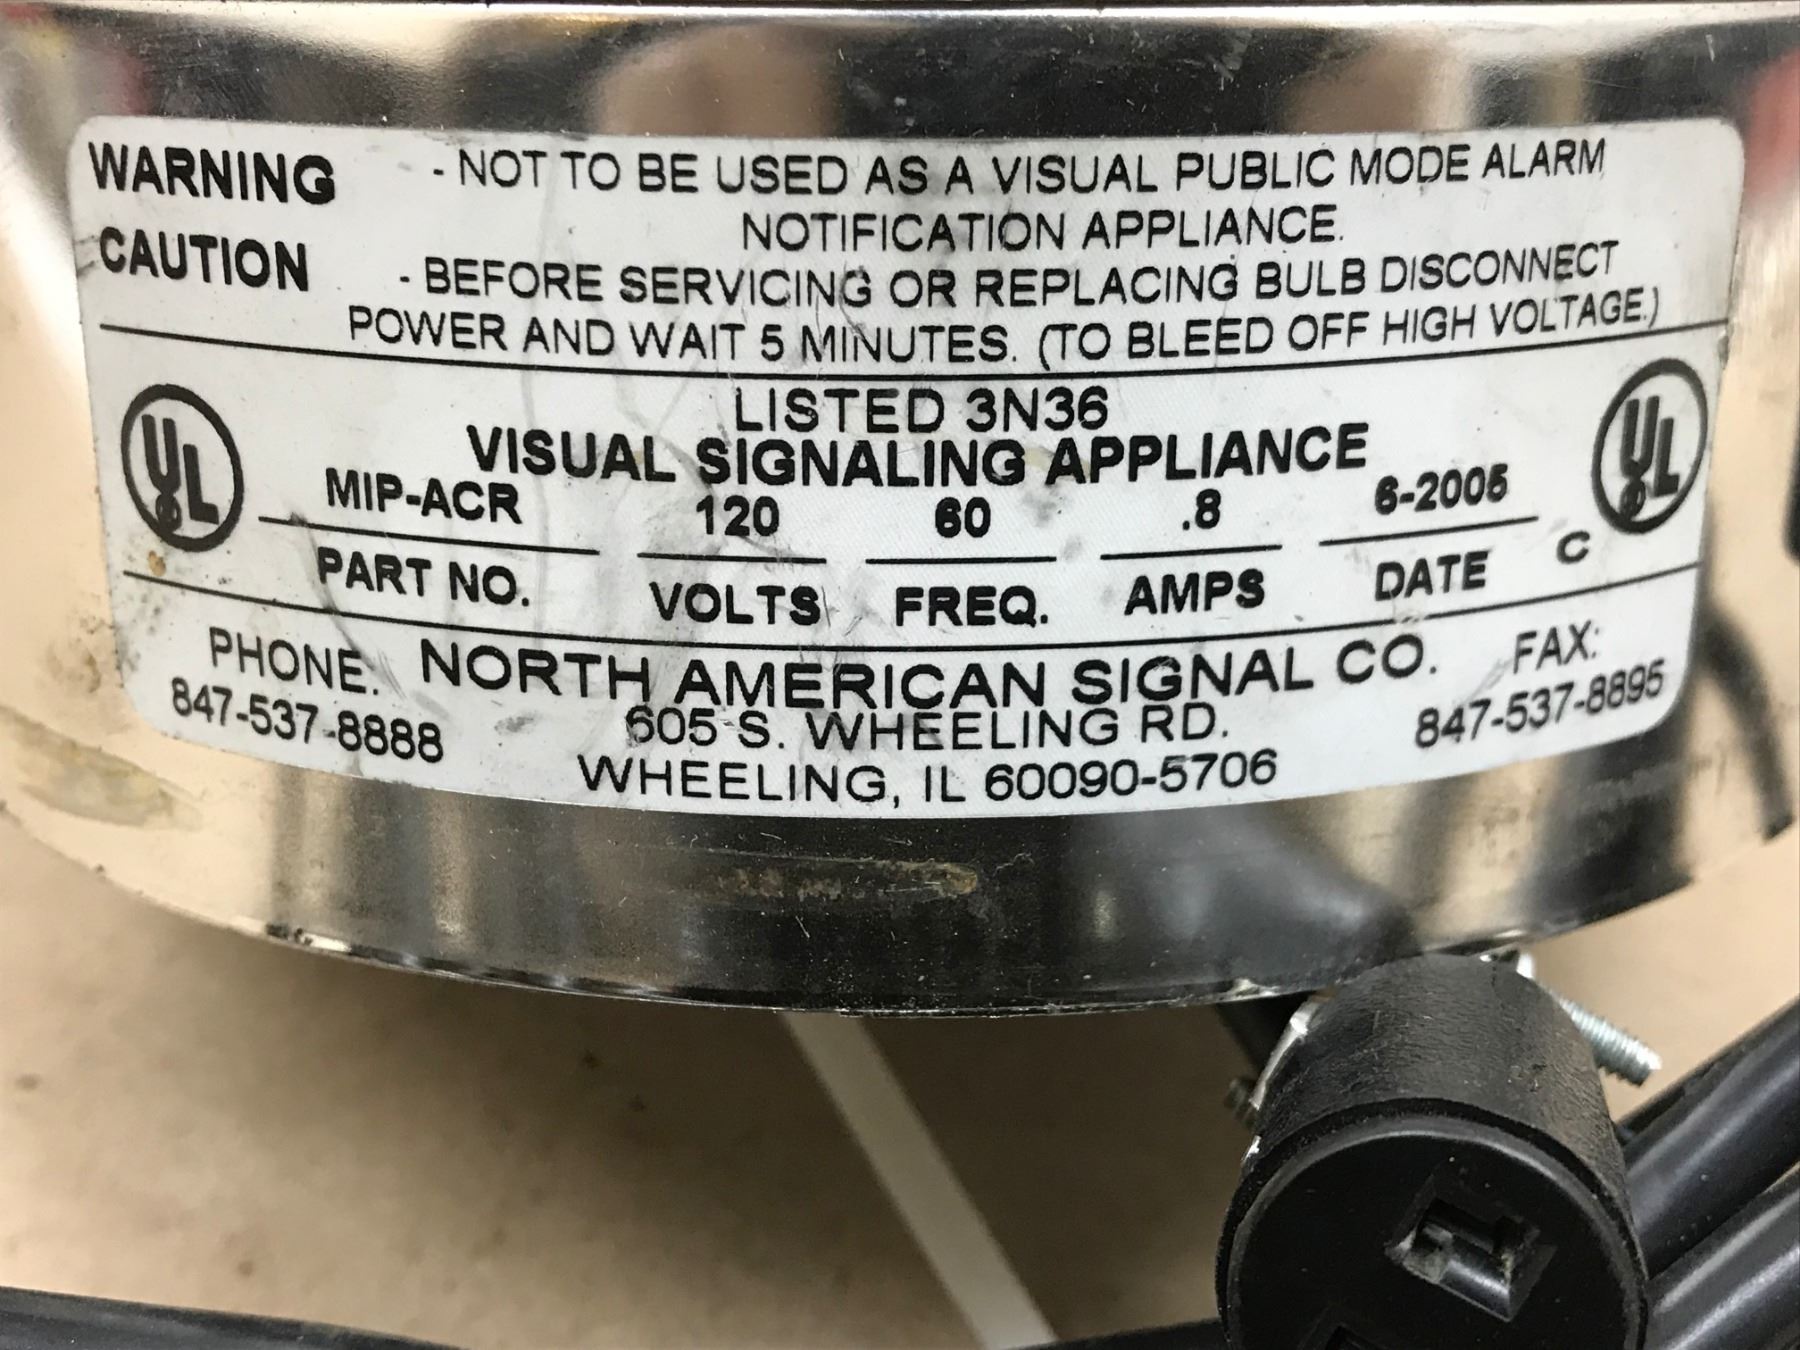 WARNING - NOT TO BE USED AS A VISUAL PUBLIC MODE ALARM
NOTIFICATION APPLIANCE.
CAUTION - BEFORE SERVICING OR REPLACING BULB DISCONNECT
POWER AND WAIT 5 MINUTES. (TO BLEED OFF HIGH VOLTAGE.)
UL
LISTED 3N36
VISUAL SIGNALING APPLIANCE
MIP-ACR 120 60 .8 6-2005
PART NO. VOLTS FREQ. AMPS DATE C UL
PHONE: NORTH AMERICAN SIGNAL CO. FAX:
847-537-8888 605 S. WHEELING RD. 847-537-8895
WHEELING, IL 60090-5706